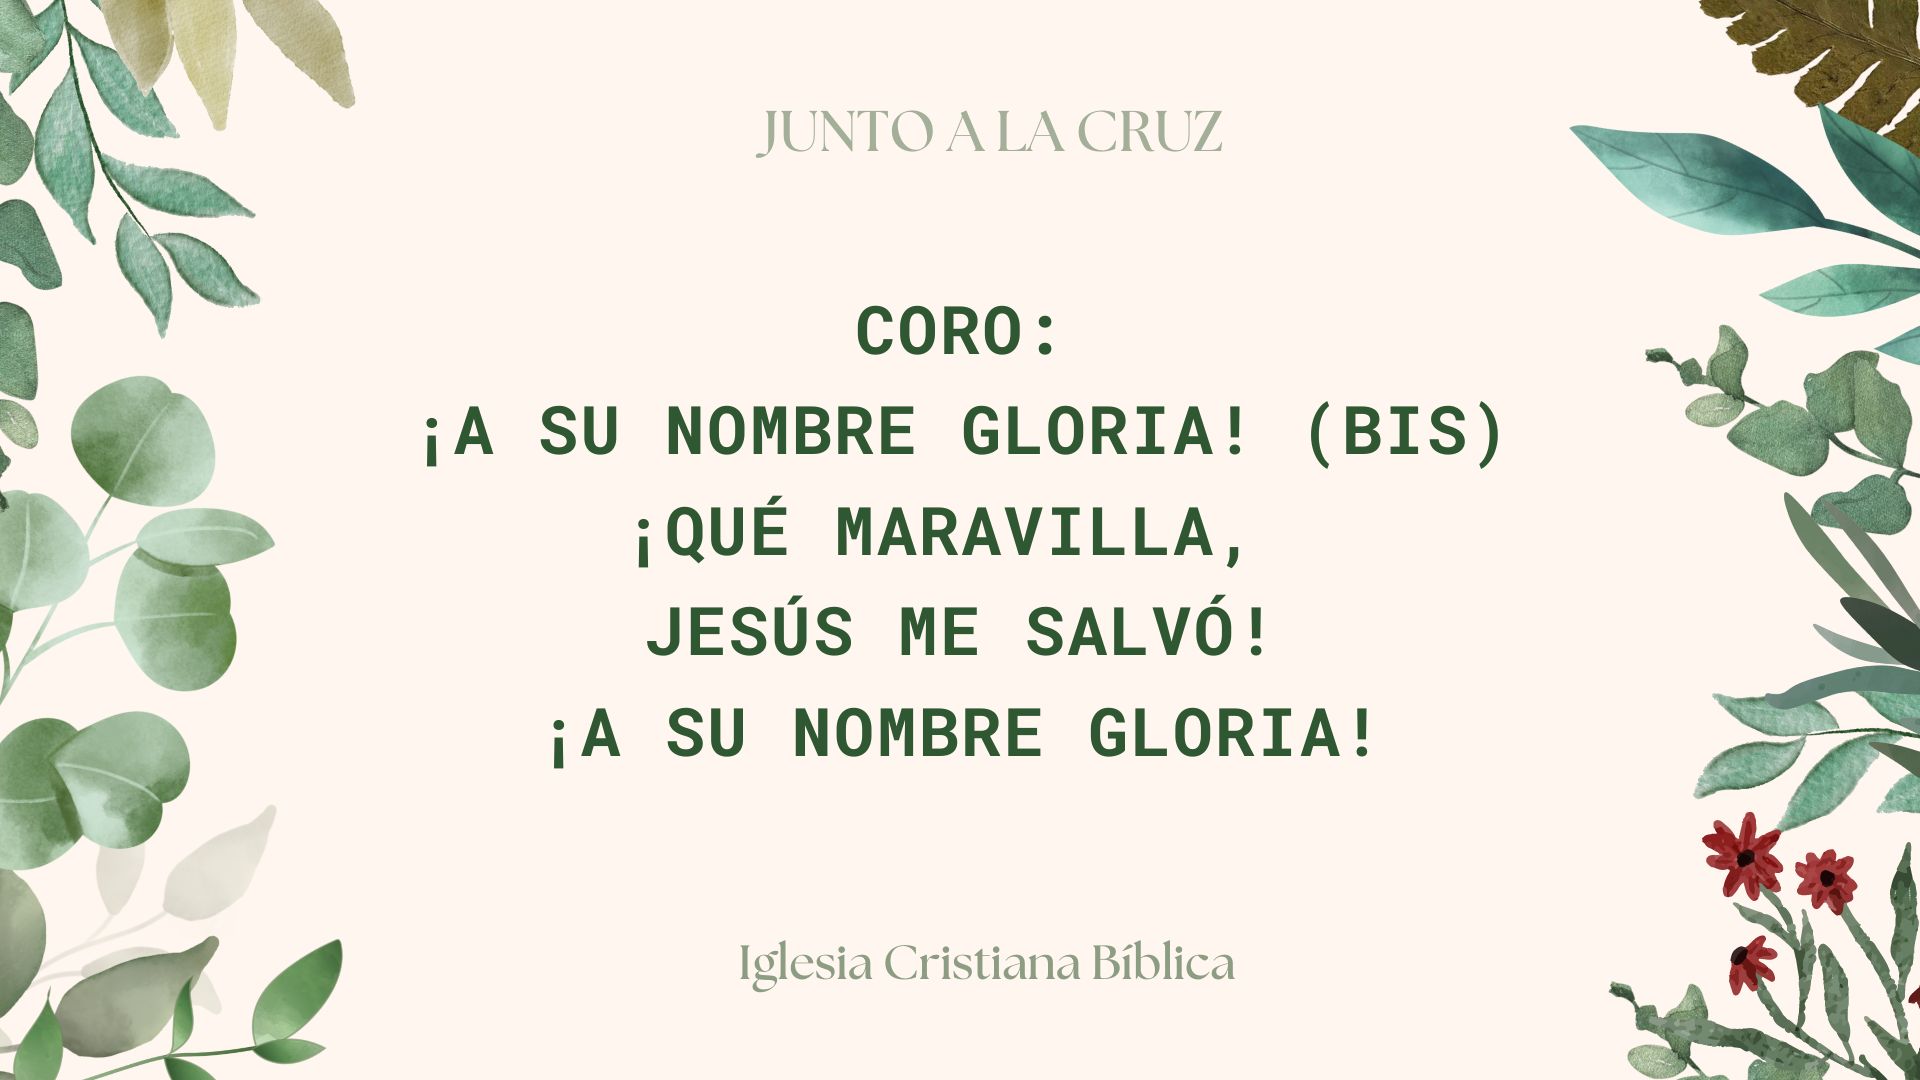 JUNTO A LA CRUZ
CORO:
¡A SU NOMBRE GLORIA! (BIS)
¡QUÉ MARAVILLA,
JESÚS ME SALVÓ!
¡A SU NOMBRE GLORIA!
Iglesia Cristiana Bíblica